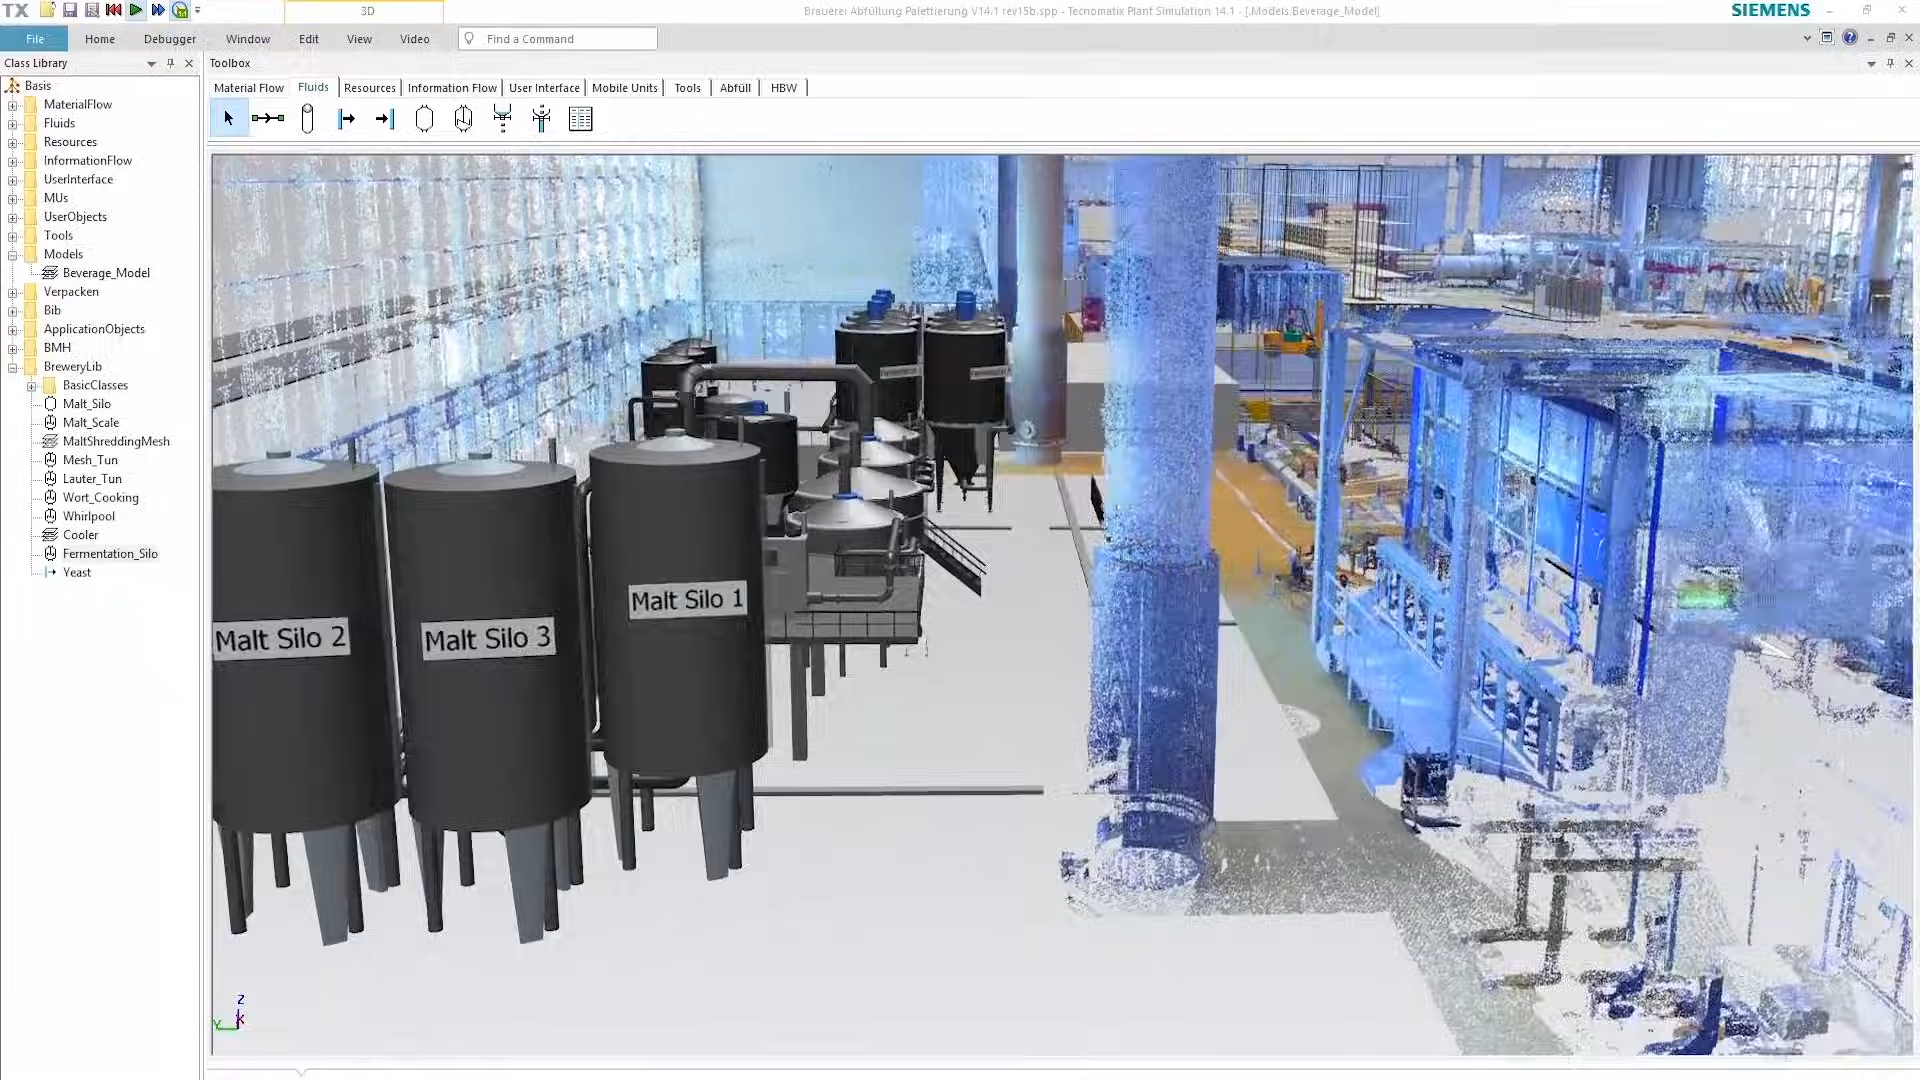 TX
3D
Brauerei Abfüllung Palettierung V14.1 rev15b.spp - Tecnomatix Plant Simulation 14.1 - [.Models.Beverage_Model]
SIEMENS
File
Home
Debugger
Window
Edit
View
Video
Find a Command
Class Library
Toolbox
Basis
MaterialFlow
Fluids
Resources
InformationFlow
UserInterface
MUs
UserObjects
Tools
Models
Beverage_Model
Verpacken
Bib
ApplicationObjects
BMH
BreweryLib
BasicClasses
Malt_Silo
Malt_Scale
MaltShreddingMesh
Mesh_Tun
Lauter_Tun
Wort_Cooking
Whirlpool
Cooler
Fermentation_Silo
Yeast
Material Flow
Fluids
Resources
Information Flow
User Interface
Mobile Units
Tools
Abfüll
HBW
Malt Silo 2
Malt Silo 3
Malt Silo 1
Z
Y
X